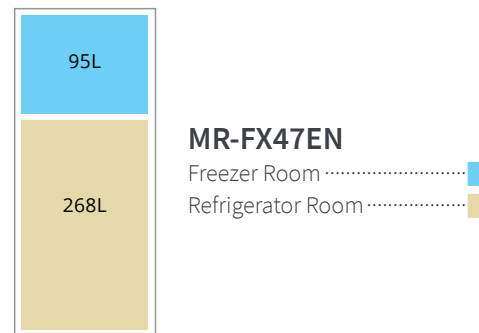 95L
268L
MR-FX47EN
Freezer Room
Refrigerator Room